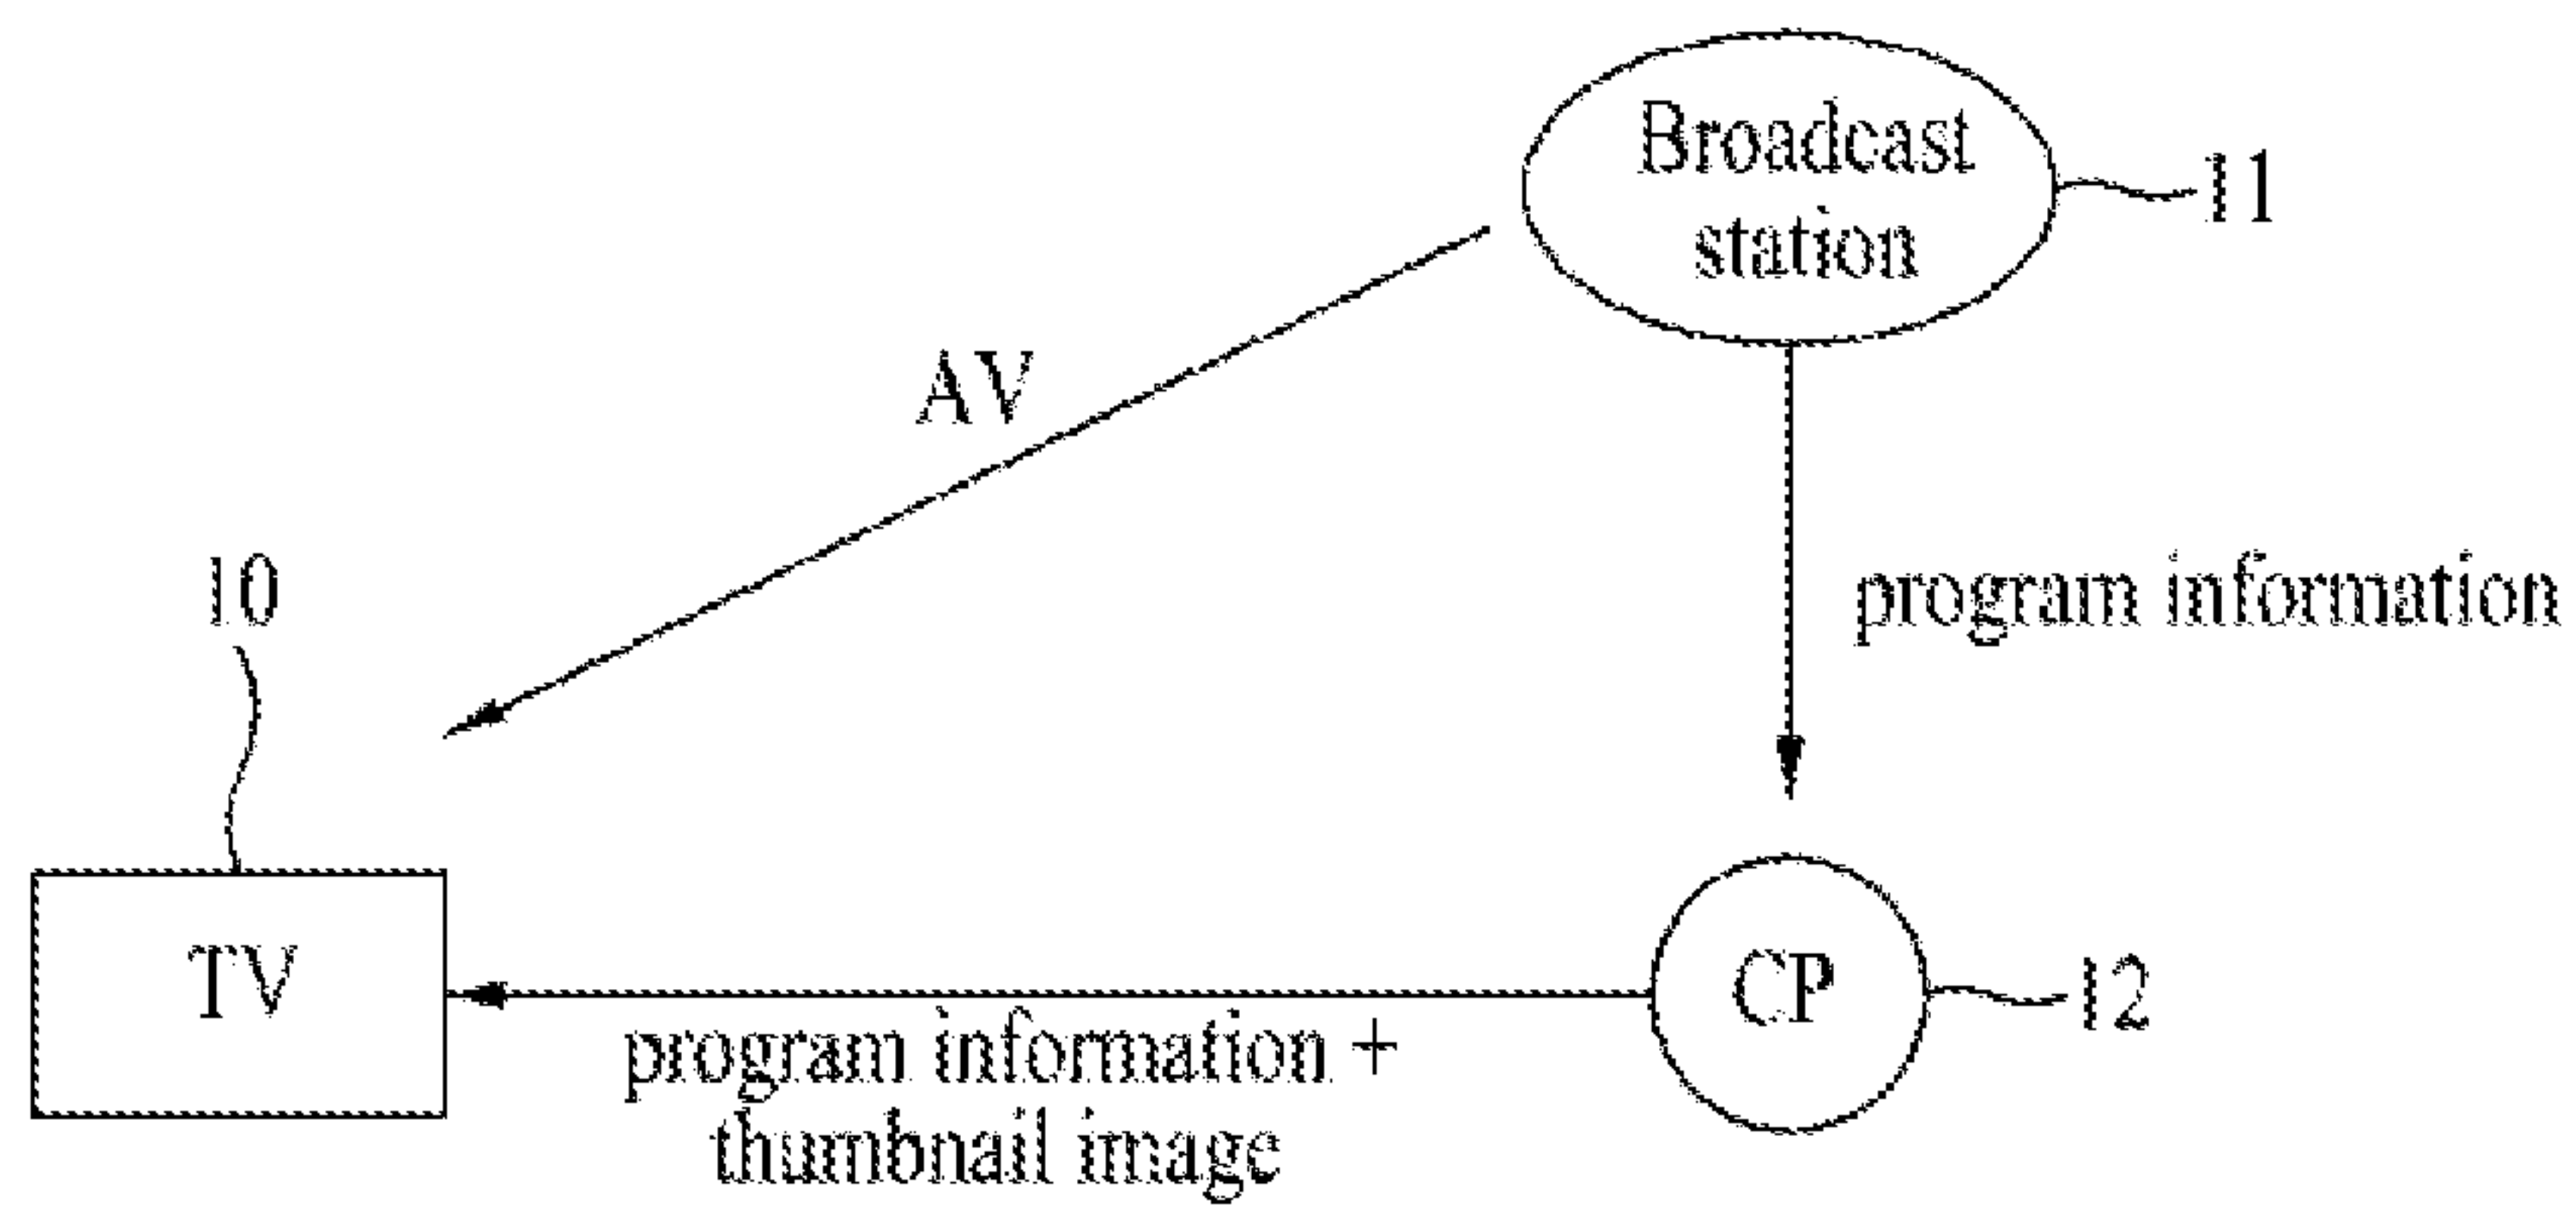 Broadcast
station
11
AV
10
program information
TV
CP
12
program information +
thumbnail image